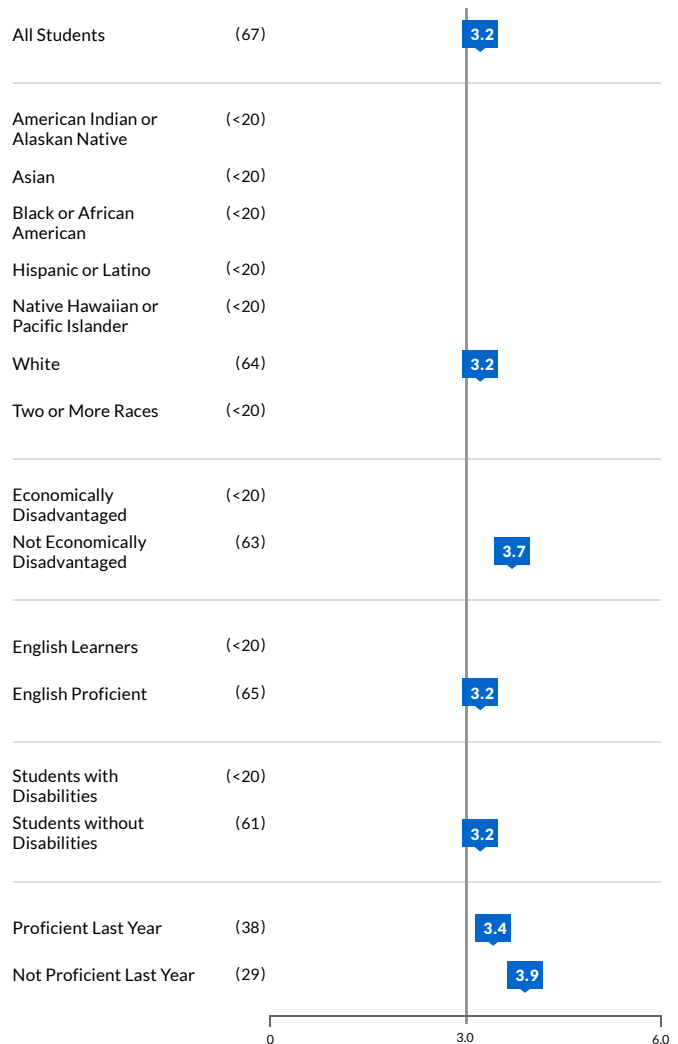 All Students (67) 3.2
American Indian or (<20)
Alaskan Native
Asian (<20)
Black or African (<20)
American
Hispanic or Latino (<20)
Native Hawaiian or (<20)
Pacific Islander
White (64) 3.2
Two or More Races (<20)
Economically (<20)
Disadvantaged
Not Economically (63) 3.7
Disadvantaged
English Learners (<20)
English Proficient (65) 3.2
Students with (<20)
Disabilities
Students without (61) 3.2
Disabilities
Proficient Last Year (38) 3.4
Not Proficient Last Year (29) 3.9
0 3.0 6.0